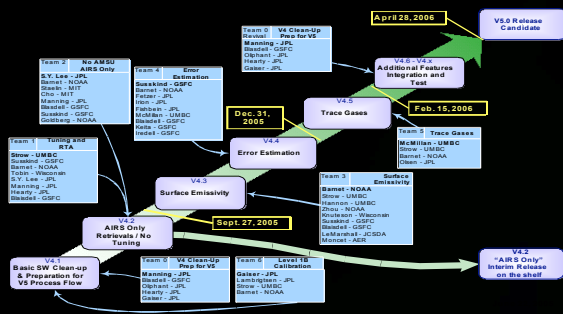 April 28, 2006
V5.0 Release
Candidate
Team 0
Revival
V4 Clean-Up
Prep for V5
Manning - JPL
Blasdell - GSFC
Oliphant - JPL
Hearty - JPL
Gaiser - JPL
V4.6 - V4.x
Additional Features
Integration and
Test
Feb. 15, 2006
Team 2
No AMSU
AIRS Only
S.Y. Lee - JPL
Barnet - NOAA
Staelin - MIT
Cho - MIT
Manning - JPL
Blasdell - GSFC
Susskind - GSFC
Goldberg - NOAA
Team 4
Error
Estimation
Susskind - GSFC
Barnet - NOAA
Fetzer - JPL
Irion - JPL
Fishbein - JPL
McMillan - UMBC
Blaisdell - GSFC
Keita - GSFC
Iredell - GSFC
V4.5
Trace Gases
Dec. 31,
2005
Team 5
Trace Gases
McMillan - UMBC
Strow - UMBC
Barnet - NOAA
Olsen - JPL
V4.4
Error Estimation
Team 1
Tuning and
RTA
Strow - UMBC
Susskind - GSFC
Barnet - NOAA
Tobin - Wisconsin
S.Y. Lee - JPL
Manning - JPL
Hearty - JPL
Blaisdell - GSFC
V4.3
Surface Emissivity
Team 3
Surface
Emissivity
Barnet - NOAA
Strow - UMBC
Hannon - UMBC
Zhou - NOAA
Knuteson - Wisconsin
Susskind - GSFC
Blaisdell - GSFC
LeMarshall - JCSDA
Moncet - AER
Sept. 27, 2005
V4.2
AIRS Only
Retrievals / No
Tuning
V4.1
Basic SW Clean-up
& Preparation for
V5 Process Flow
Team 0
V4 Clean-Up
Prep for V5
Manning - JPL
Blasdell - GSFC
Oliphant - JPL
Hearty - JPL
Gaiser - JPL
Team 6
Level 1B
Calibration
Gaiser - JPL
Lambrigtsen - JPL
Strow - UMBC
Barnet - NOAA
V4.2
"AIRS Only"
Interim Release
on the shelf